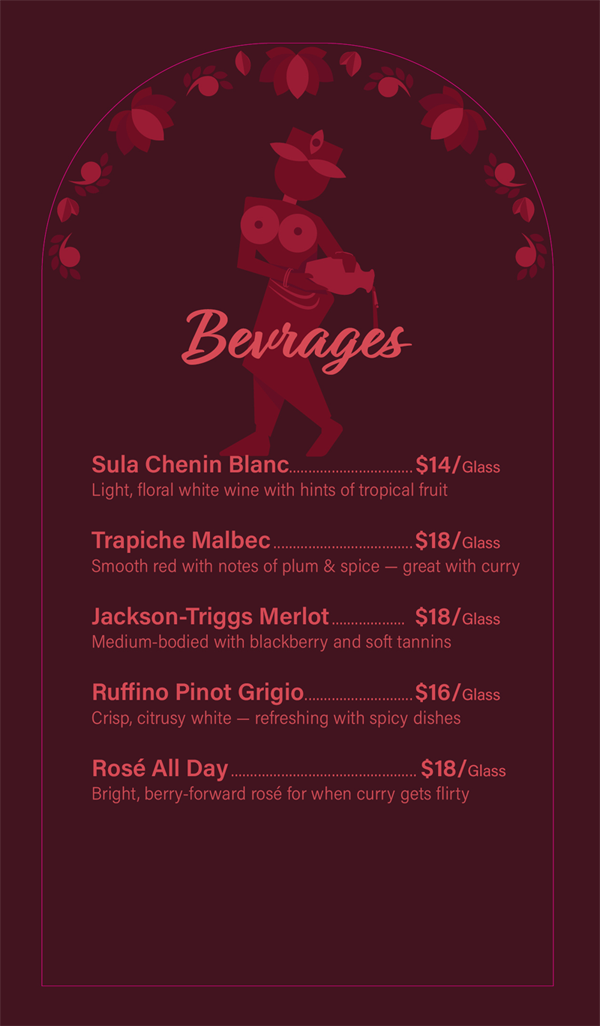 Bevrages
Sula Chenin Blanc.............................. $14/Glass
Light, floral white wine with hints of tropical fruit
Trapiche Malbec.................................. $18/Glass
Smooth red with notes of plum & spice — great with curry
Jackson-Triggs Merlot.................. $18/Glass
Medium-bodied with blackberry and soft tannins
Ruffino Pinot Grigio.......................... $16/Glass
Crisp, citrusy white — refreshing with spicy dishes
Rosé All Day............................................. $18/Glass
Bright, berry-forward rosé for when curry gets flirty